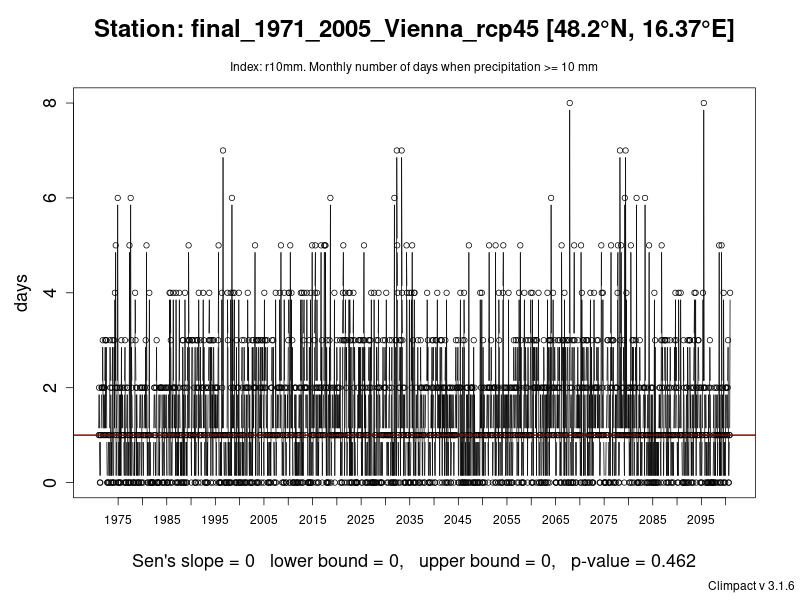 Station: final_1971_2005_Vienna_rcp45 [48.2°N, 16.37°E]
Index: r10mm. Monthly number of days when precipitation >= 10 mm
8
6
4
2
0
days
1975 1985 1995 2005 2015 2025 2035 2045 2055 2065 2075 2085 2095
Sen's slope = 0 lower bound = 0, upper bound = 0, p-value = 0.462
Climpact v 3.1.6